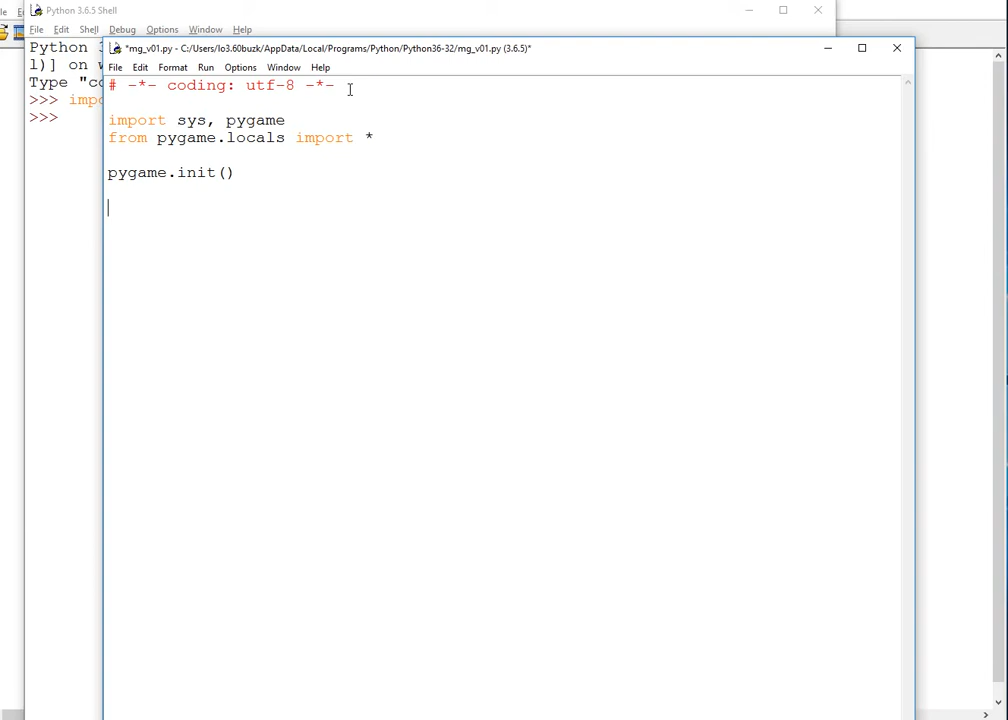 Python 3.6.5 Shell
File Edit Shell Debug Options Window Help
Python
l)] on
Type
>>>
>>>
*mg_v01.py - C:/Users/lo3.60buzk/AppData/Local/Programs/Python/Python36-32/mg_v01.py (3.6.5)*
File Edit Format Run Options Window Help
# -*- coding: utf-8 -*-
import sys, pygame
from pygame.locals import *
pygame.init()